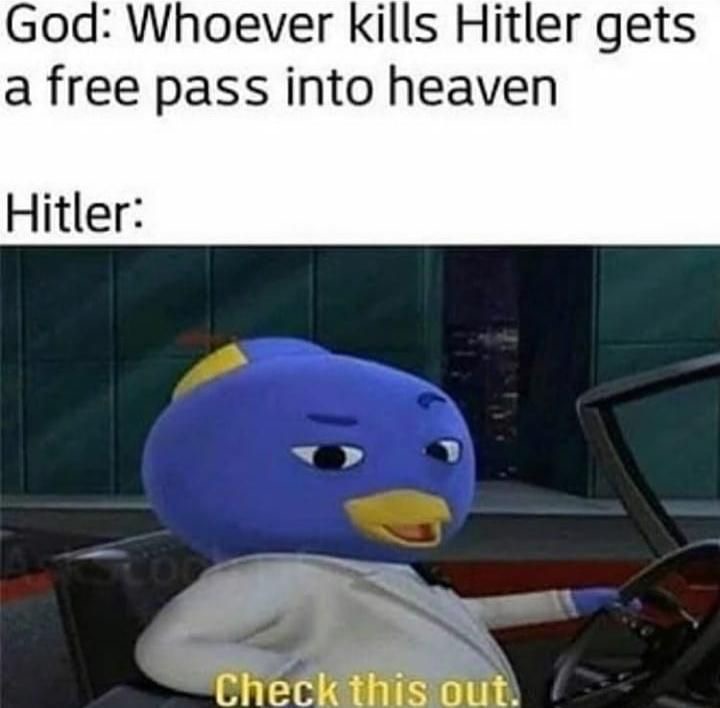 God: Whoever kills Hitler gets
a free pass into heaven
Hitler:
Check this out.